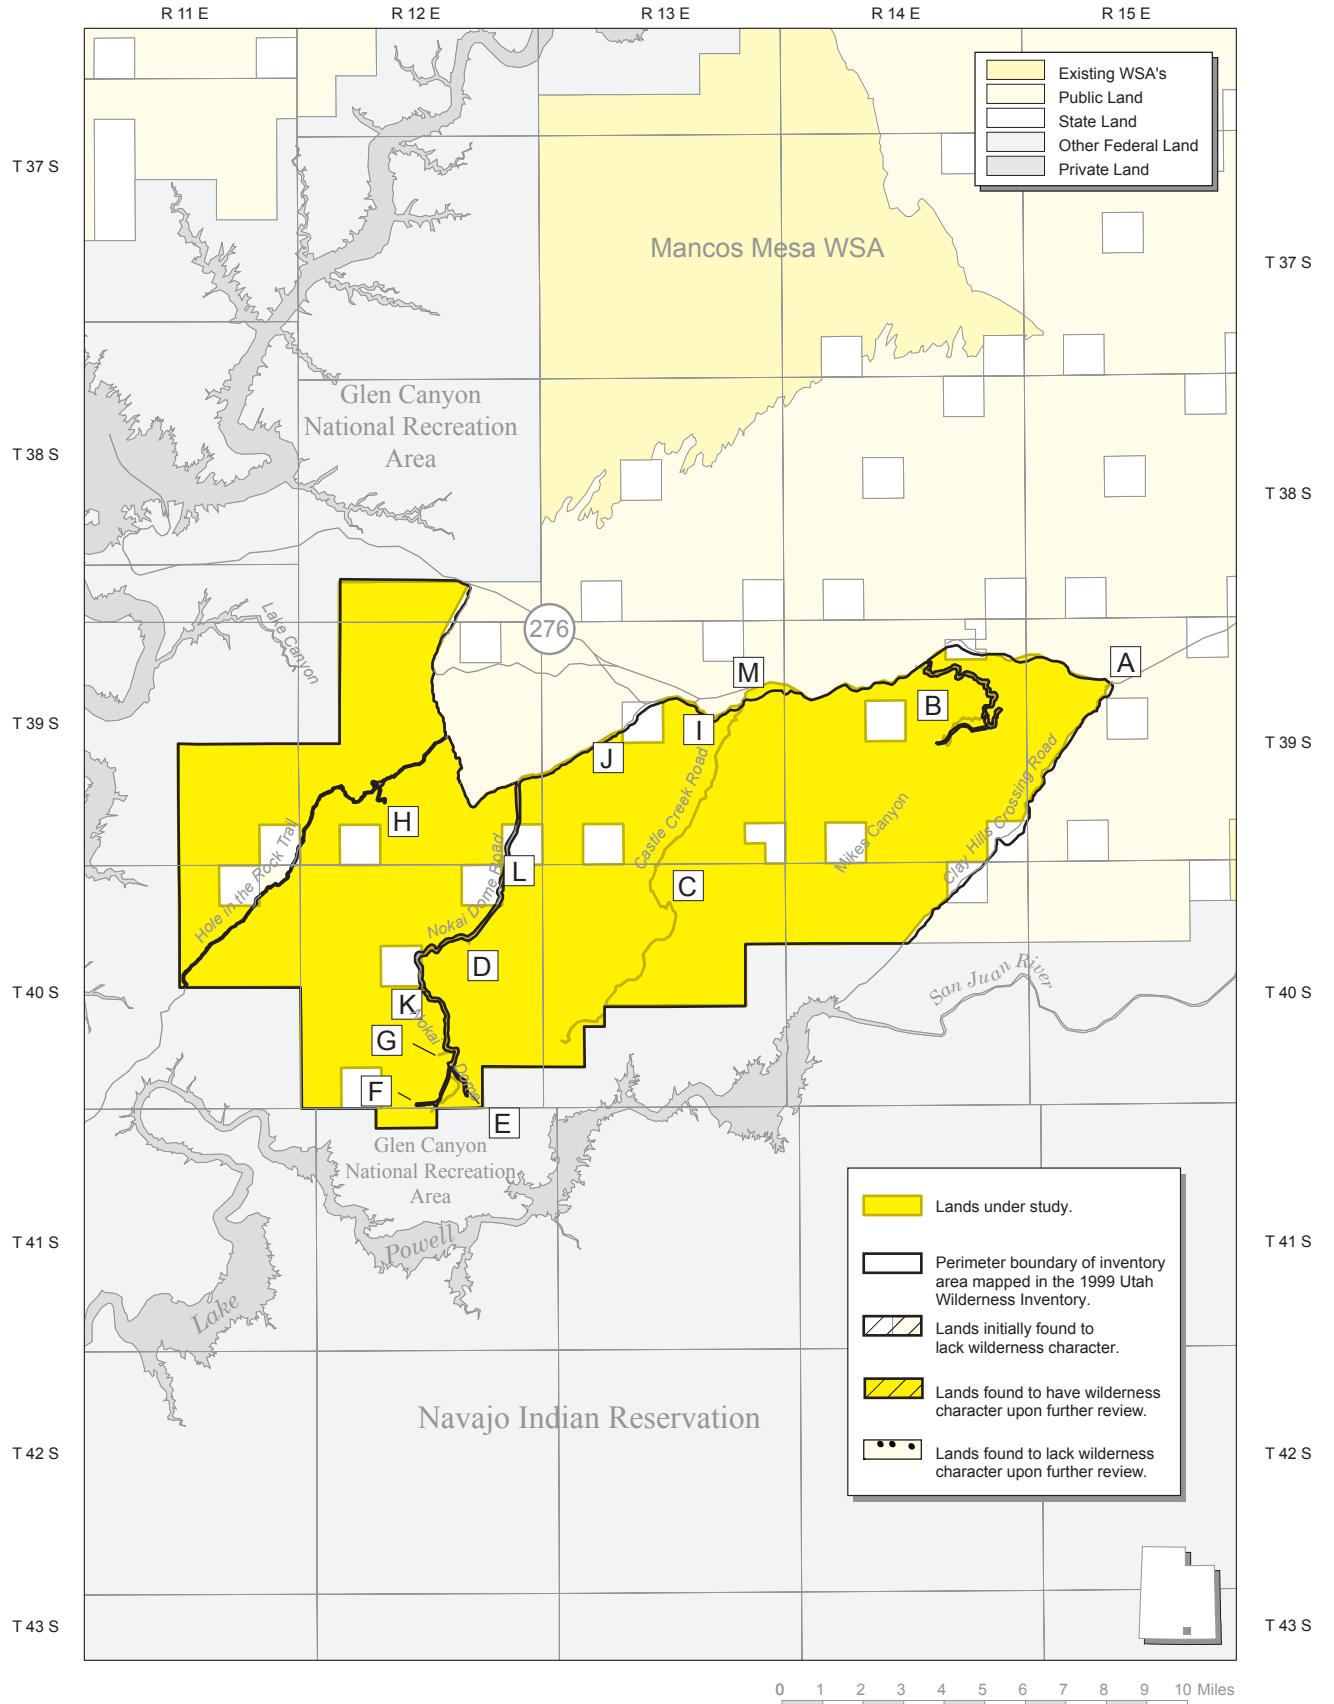 R 11 E
R 12 E
R 13 E
R 14 E
R 15 E
Existing WSA's
Public Land
State Land
Other Federal Land
Private Land
T 37 S
T 37 S
Mancos Mesa WSA
Glen Canyon
National Recreation
Area
T 38 S
T 38 S
Lake Canyon
276
M
A
B
I
J
T 39 S
T 39 S
Castle Creek Road
Mikes Canyon
Clay Hills Crossing Road
H
Hole in the Rock Trail
L
C
Nokai Dome Road
D
K
San Juan River
T 40 S
T 40 S
G
Nokai
Dome
F
E
Glen Canyon
National Recreation
Area
Lands under study.
T 41 S
T 41 S
Powell
Lake
Perimeter boundary of inventory
area mapped in the 1999 Utah
Wilderness Inventory.
Lands initially found to
lack wilderness character.
Lands found to have wilderness
character upon further review.
Navajo Indian Reservation
T 42 S
T 42 S
Lands found to lack wilderness
character upon further review.
T 43 S
T 43 S
0 1 2 3 4 5 6 7 8 9 10 Miles